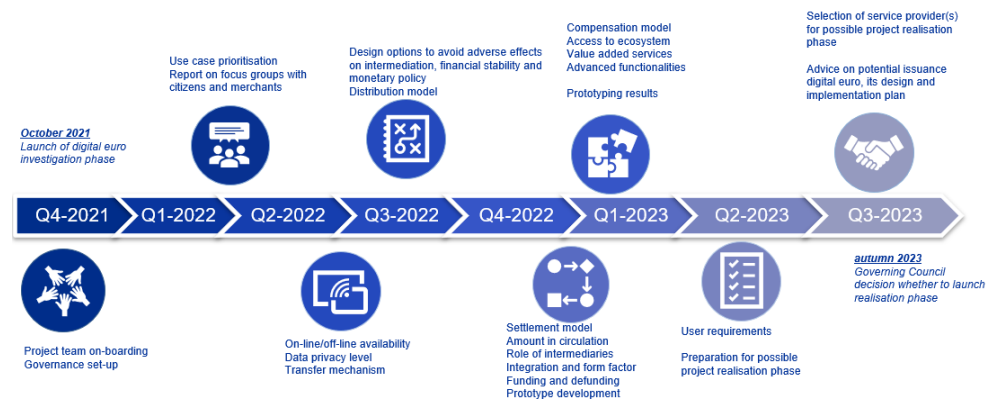 October 2021
Launch of digital euro
investigation phase
Use case prioritisation
Report on focus groups with
citizens and merchants
Design options to avoid adverse effects
on intermediation, financial stability and
monetary policy
Distribution model
Compensation model
Access to ecosystem
Value added services
Advanced functionalities
Prototyping results
Selection of service provider(s)
for possible project realisation
phase
Advice on potential issuance
digital euro, its design and
implementation plan
Q4-2021
Q1-2022
Q2-2022
Q3-2022
Q4-2022
Q1-2023
Q2-2023
Q3-2023
Project team on-boarding
Governance set-up
On-line/off-line availability
Data privacy level
Transfer mechanism
Settlement model
Amount in circulation
Role of intermediaries
Integration and form factor
Funding and defunding
Prototype development
User requirements
Preparation for possible
project realisation phase
autumn 2023
Governing Council
decision whether to launch
realisation phase